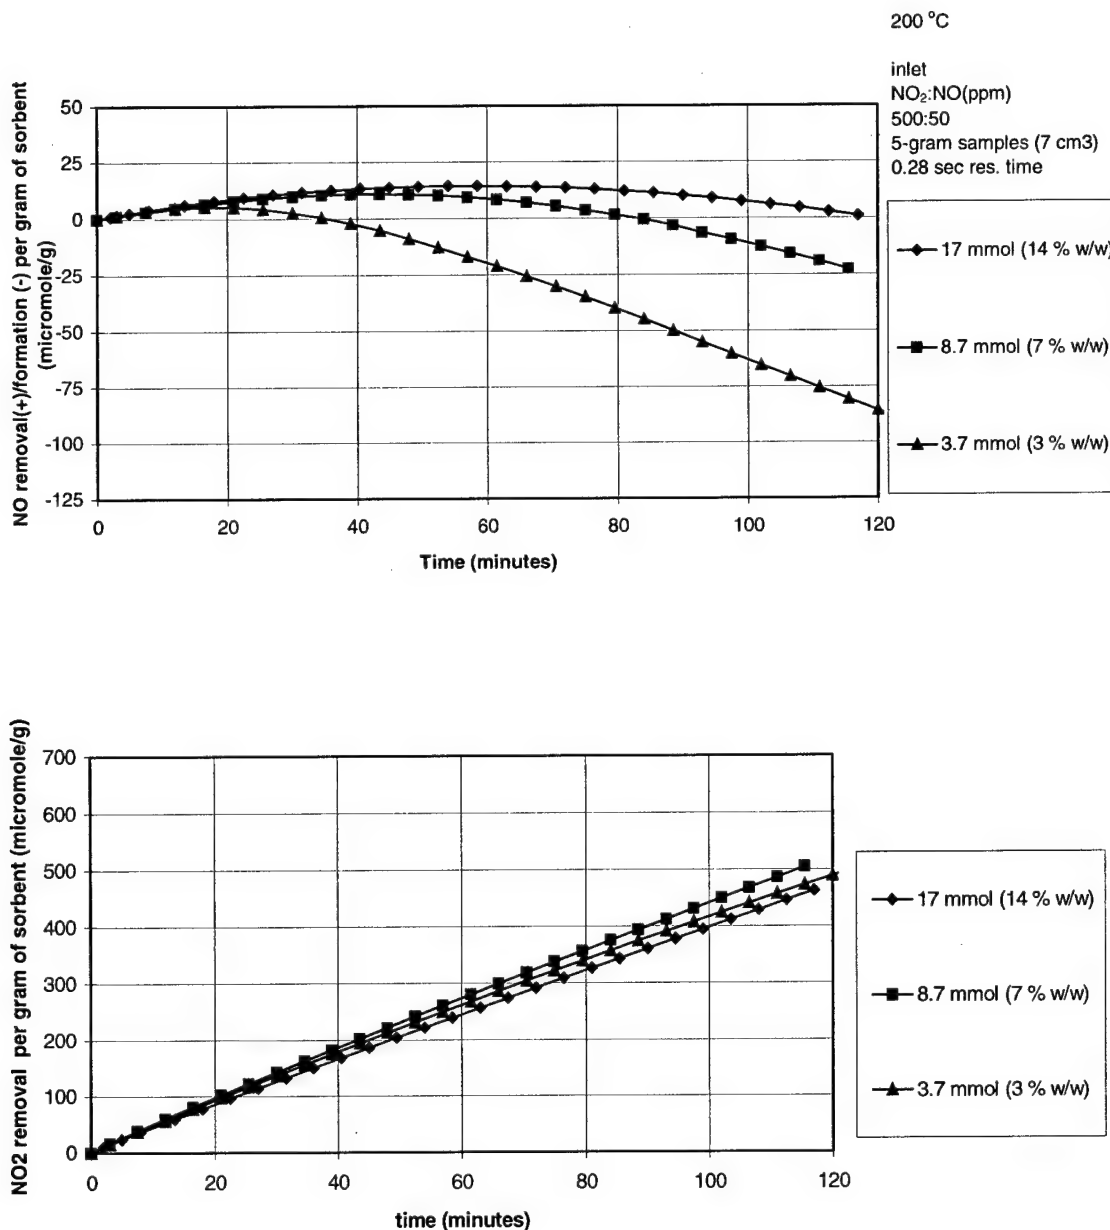 200 °C
inlet
NO₂:NO(ppm)
500:50
5-gram samples (7 cm3)
0.28 sec res. time
NO removal(+)/formation (-) per gram of sorbent
(micromole/g)
50
25
0
-25
-50
-75
-100
-125
0 20 40 60 80 100 120
Time (minutes)
17 mmol (14 % w/w)
8.7 mmol (7 % w/w)
3.7 mmol (3 % w/w)
NO2 removal per gram of sorbent (micromole/g)
700
600
500
400
300
200
100
0
0 20 40 60 80 100 120
time (minutes)
17 mmol (14 % w/w)
8.7 mmol (7 % w/w)
3.7 mmol (3 % w/w)